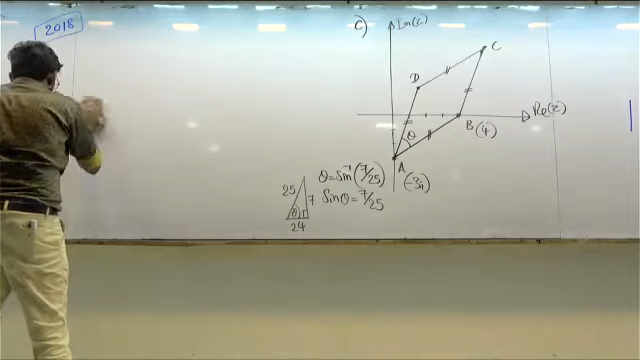 2018
c)
Im(z)
C
D
Re(z)
B (4)
θ
A
(-3i)
θ = sin⁻¹(7/25)
Sinθ = 7/25
25
7
θ
24